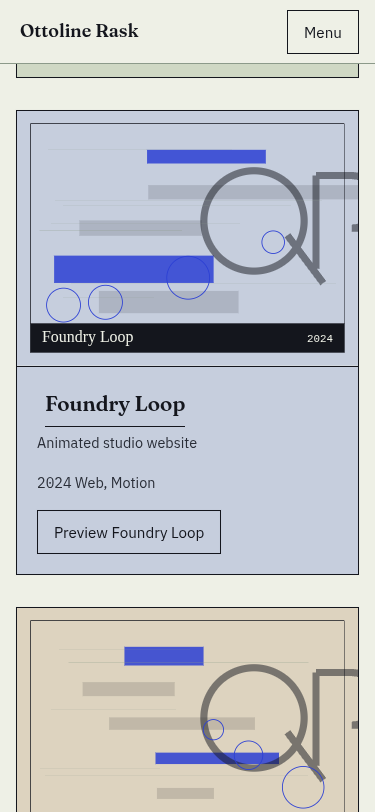 Ottoline Rask
Menu
Foundry Loop
2024
Foundry Loop
Animated studio website
2024 Web, Motion
Preview Foundry Loop